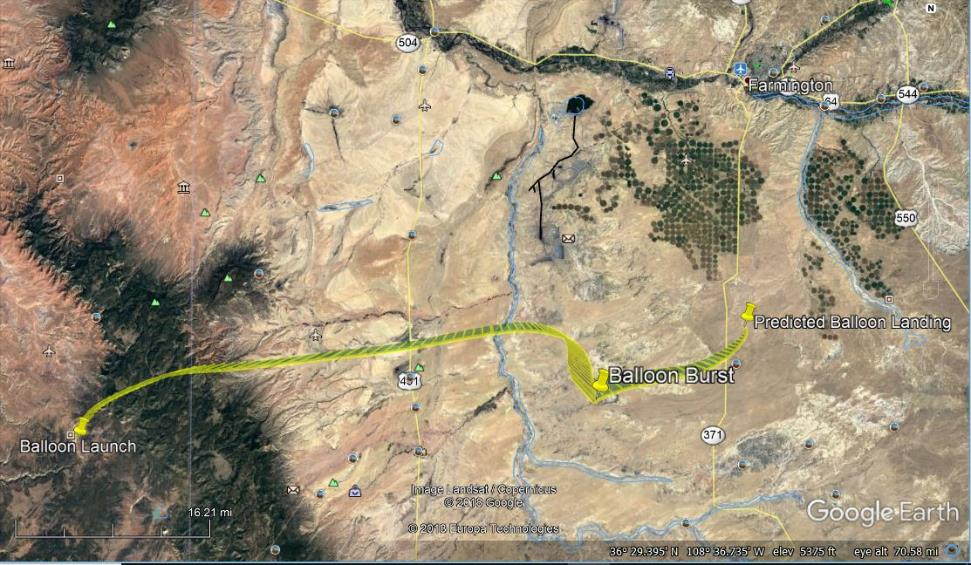 N
504
Farmington
64
544
550
Predicted Balloon Landing
Balloon Burst
491
371
Balloon Launch
Image Landsat / Copernicus
© 2018 Google
© 2018 Europa Technologies
16.21 mi
Google Earth
36° 29.395' N 108° 36.735' W elev 5375 ft eye alt 70.58 mi